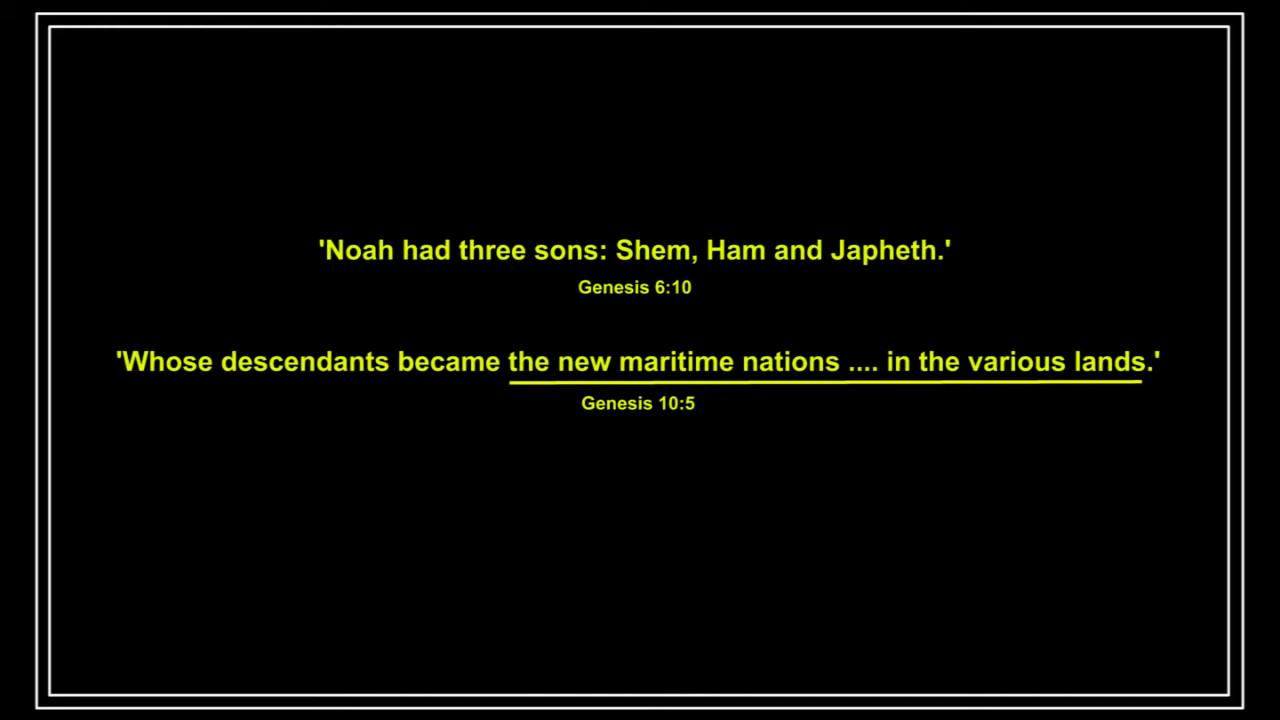 'Noah had three sons: Shem, Ham and Japheth.'
Genesis 6:10
'Whose descendants became the new maritime nations .... in the various lands.'
Genesis 10:5